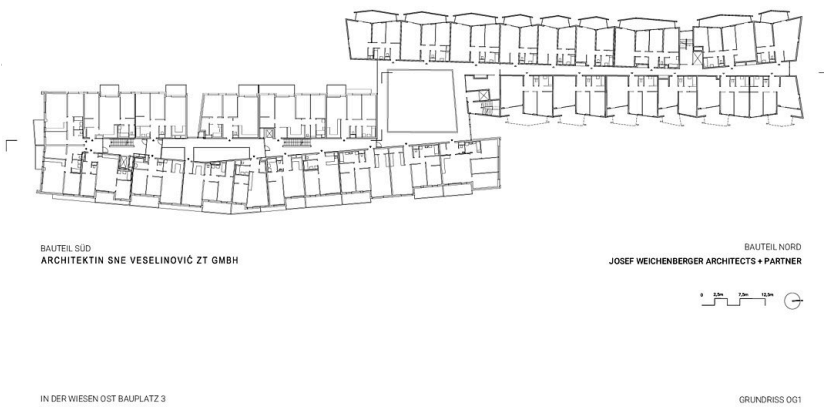 BAUTEIL SÜD
ARCHITEKTIN SNE VESELINOVIĆ ZT GMBH
BAUTEIL NORD
JOSEF WEICHENBERGER ARCHITECTS + PARTNER
0 2,5m 7,5m 12,5m
IN DER WIESEN OST BAUPLATZ 3
GRUNDRISS OG1